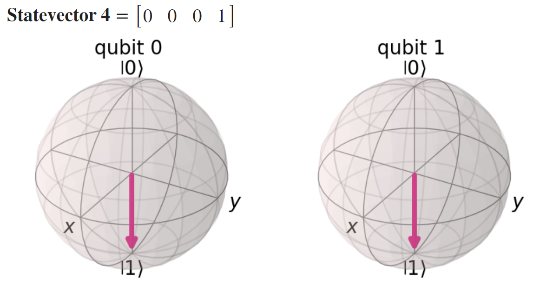 Statevector 4 = [0 0 0 1]
qubit 0 qubit 1
|0⟩ |0⟩
y y
x x
|1⟩ |1⟩